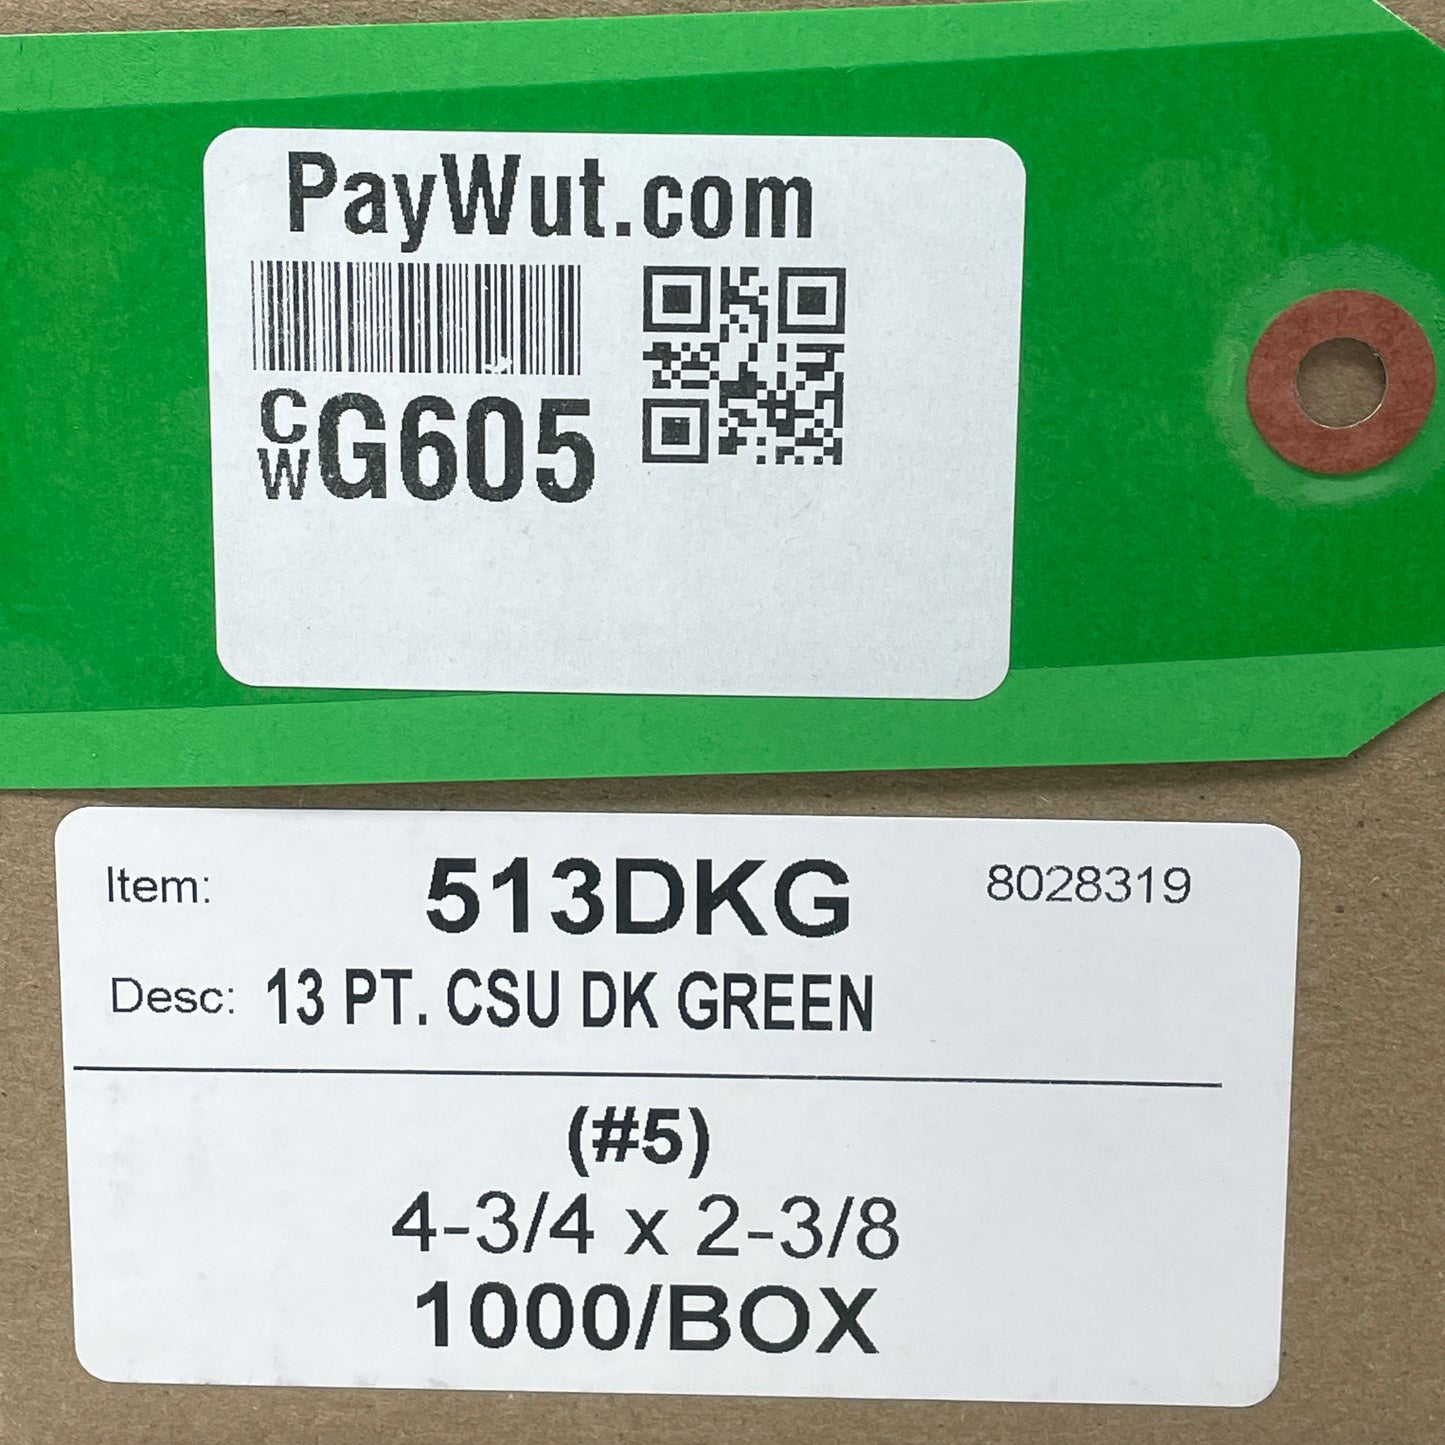 PayWut.com
CW G605
Item: 513DKG 8028319
Desc: 13 PT. CSU DK GREEN
(#5)
4-3/4 x 2-3/8
1000/BOX